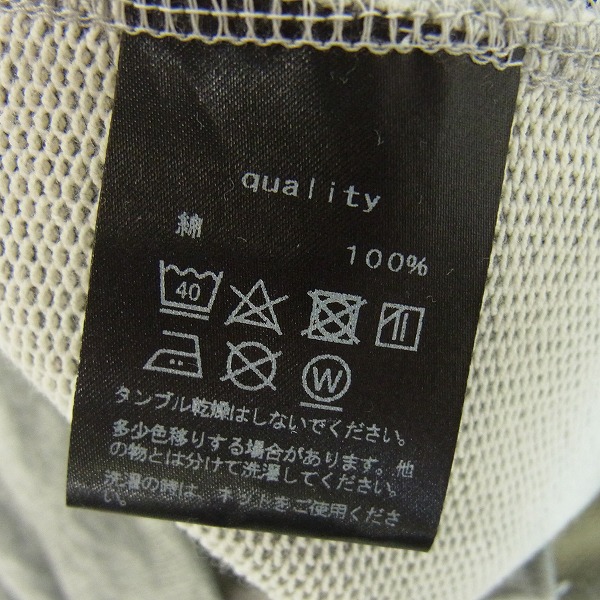 quality
綿 100%
40
W
タンブル乾燥はしないでください。
多少色移りする場合があります。他
の物とは分けて洗濯してください。
洗濯の時は、ネットをご使用くださ
い。